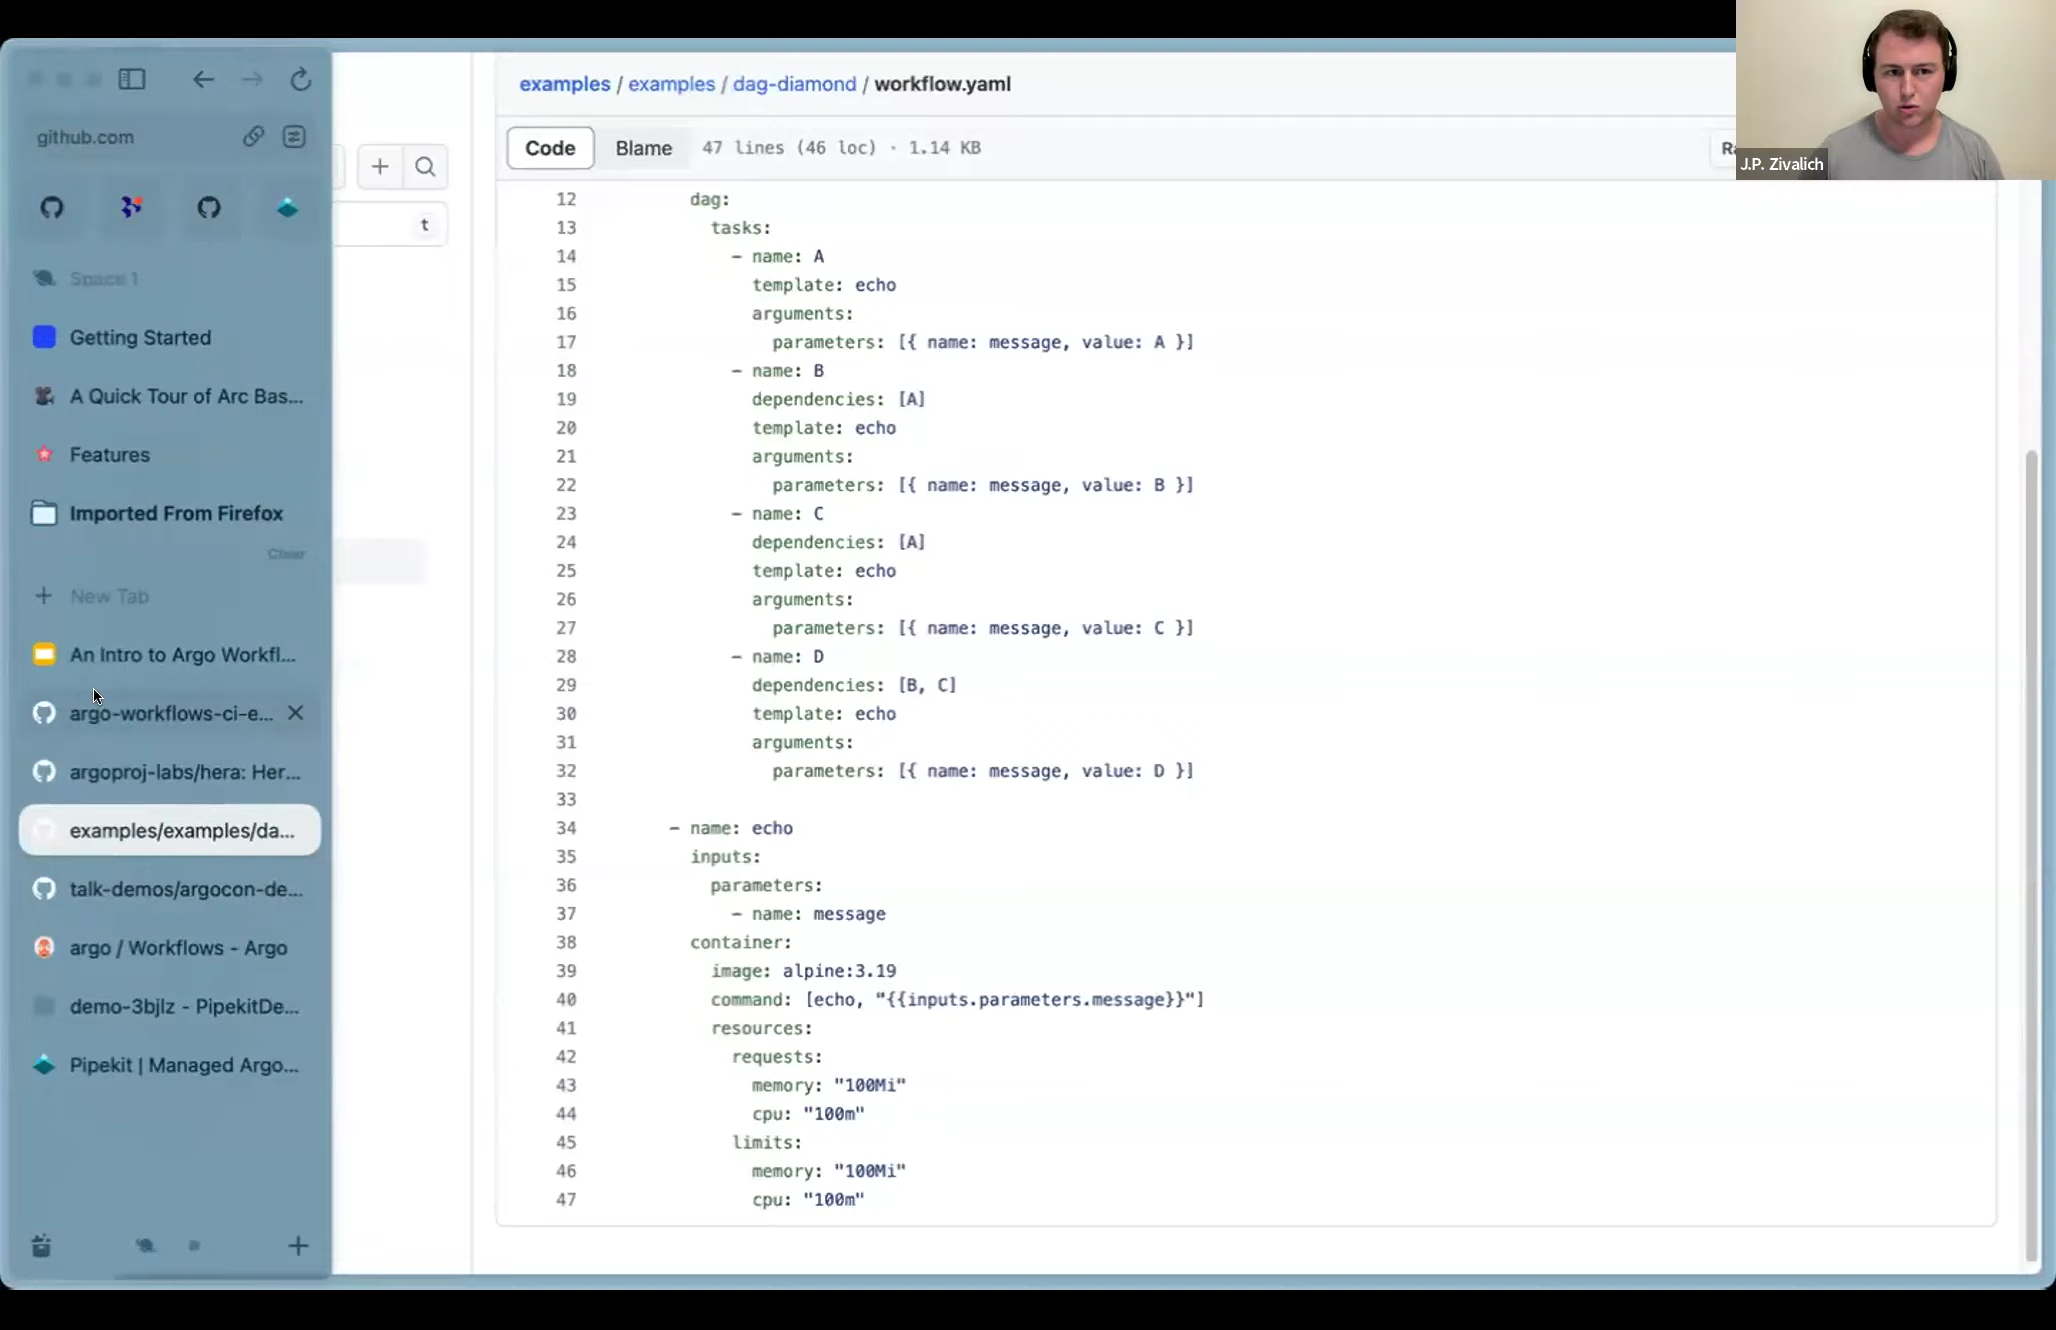 github.com
Space 1
Getting Started
A Quick Tour of Arc Bas...
Features
Imported From Firefox
Clear
New Tab
An Intro to Argo Workfl...
argo-workflows-ci-e...
argoproj-labs/hera: Her...
examples/examples/da...
talk-demos/argocon-de...
argo / Workflows - Argo
demo-3bjlz - PipekitDe...
Pipekit | Managed Argo...
t
examples / examples / dag-diamond / workflow.yaml
Code Blame 47 lines (46 loc) · 1.14 KB
J.P. Zivalich
12 dag:
13 tasks:
14 - name: A
15 template: echo
16 arguments:
17 parameters: [{ name: message, value: A }]
18 - name: B
19 dependencies: [A]
20 template: echo
21 arguments:
22 parameters: [{ name: message, value: B }]
23 - name: C
24 dependencies: [A]
25 template: echo
26 arguments:
27 parameters: [{ name: message, value: C }]
28 - name: D
29 dependencies: [B, C]
30 template: echo
31 arguments:
32 parameters: [{ name: message, value: D }]
33
34 - name: echo
35 inputs:
36 parameters:
37 - name: message
38 container:
39 image: alpine:3.19
40 command: [echo, "{{inputs.parameters.message}}"]
41 resources:
42 requests:
43 memory: "100Mi"
44 cpu: "100m"
45 limits:
46 memory: "100Mi"
47 cpu: "100m"